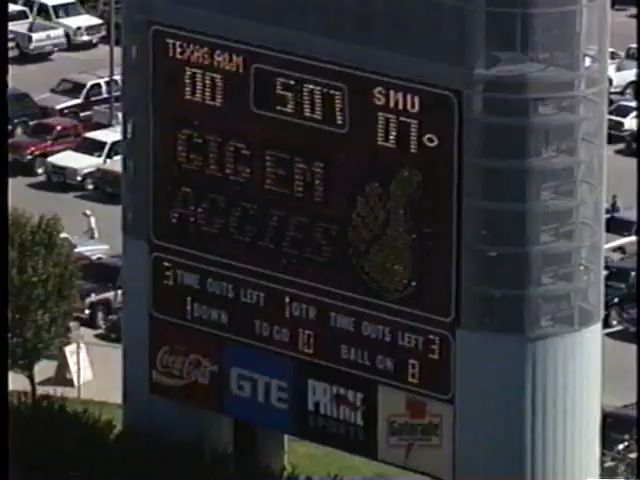 TEXAS A&M
00 5:07 SMU
07
GIG EM
AGGIES
3 TIME OUTS LEFT 1 QTR TIME OUTS LEFT 3
1 DOWN TO GO 10 BALL ON 8
Coca-Cola GTE PRIME SPORTS Gatorade